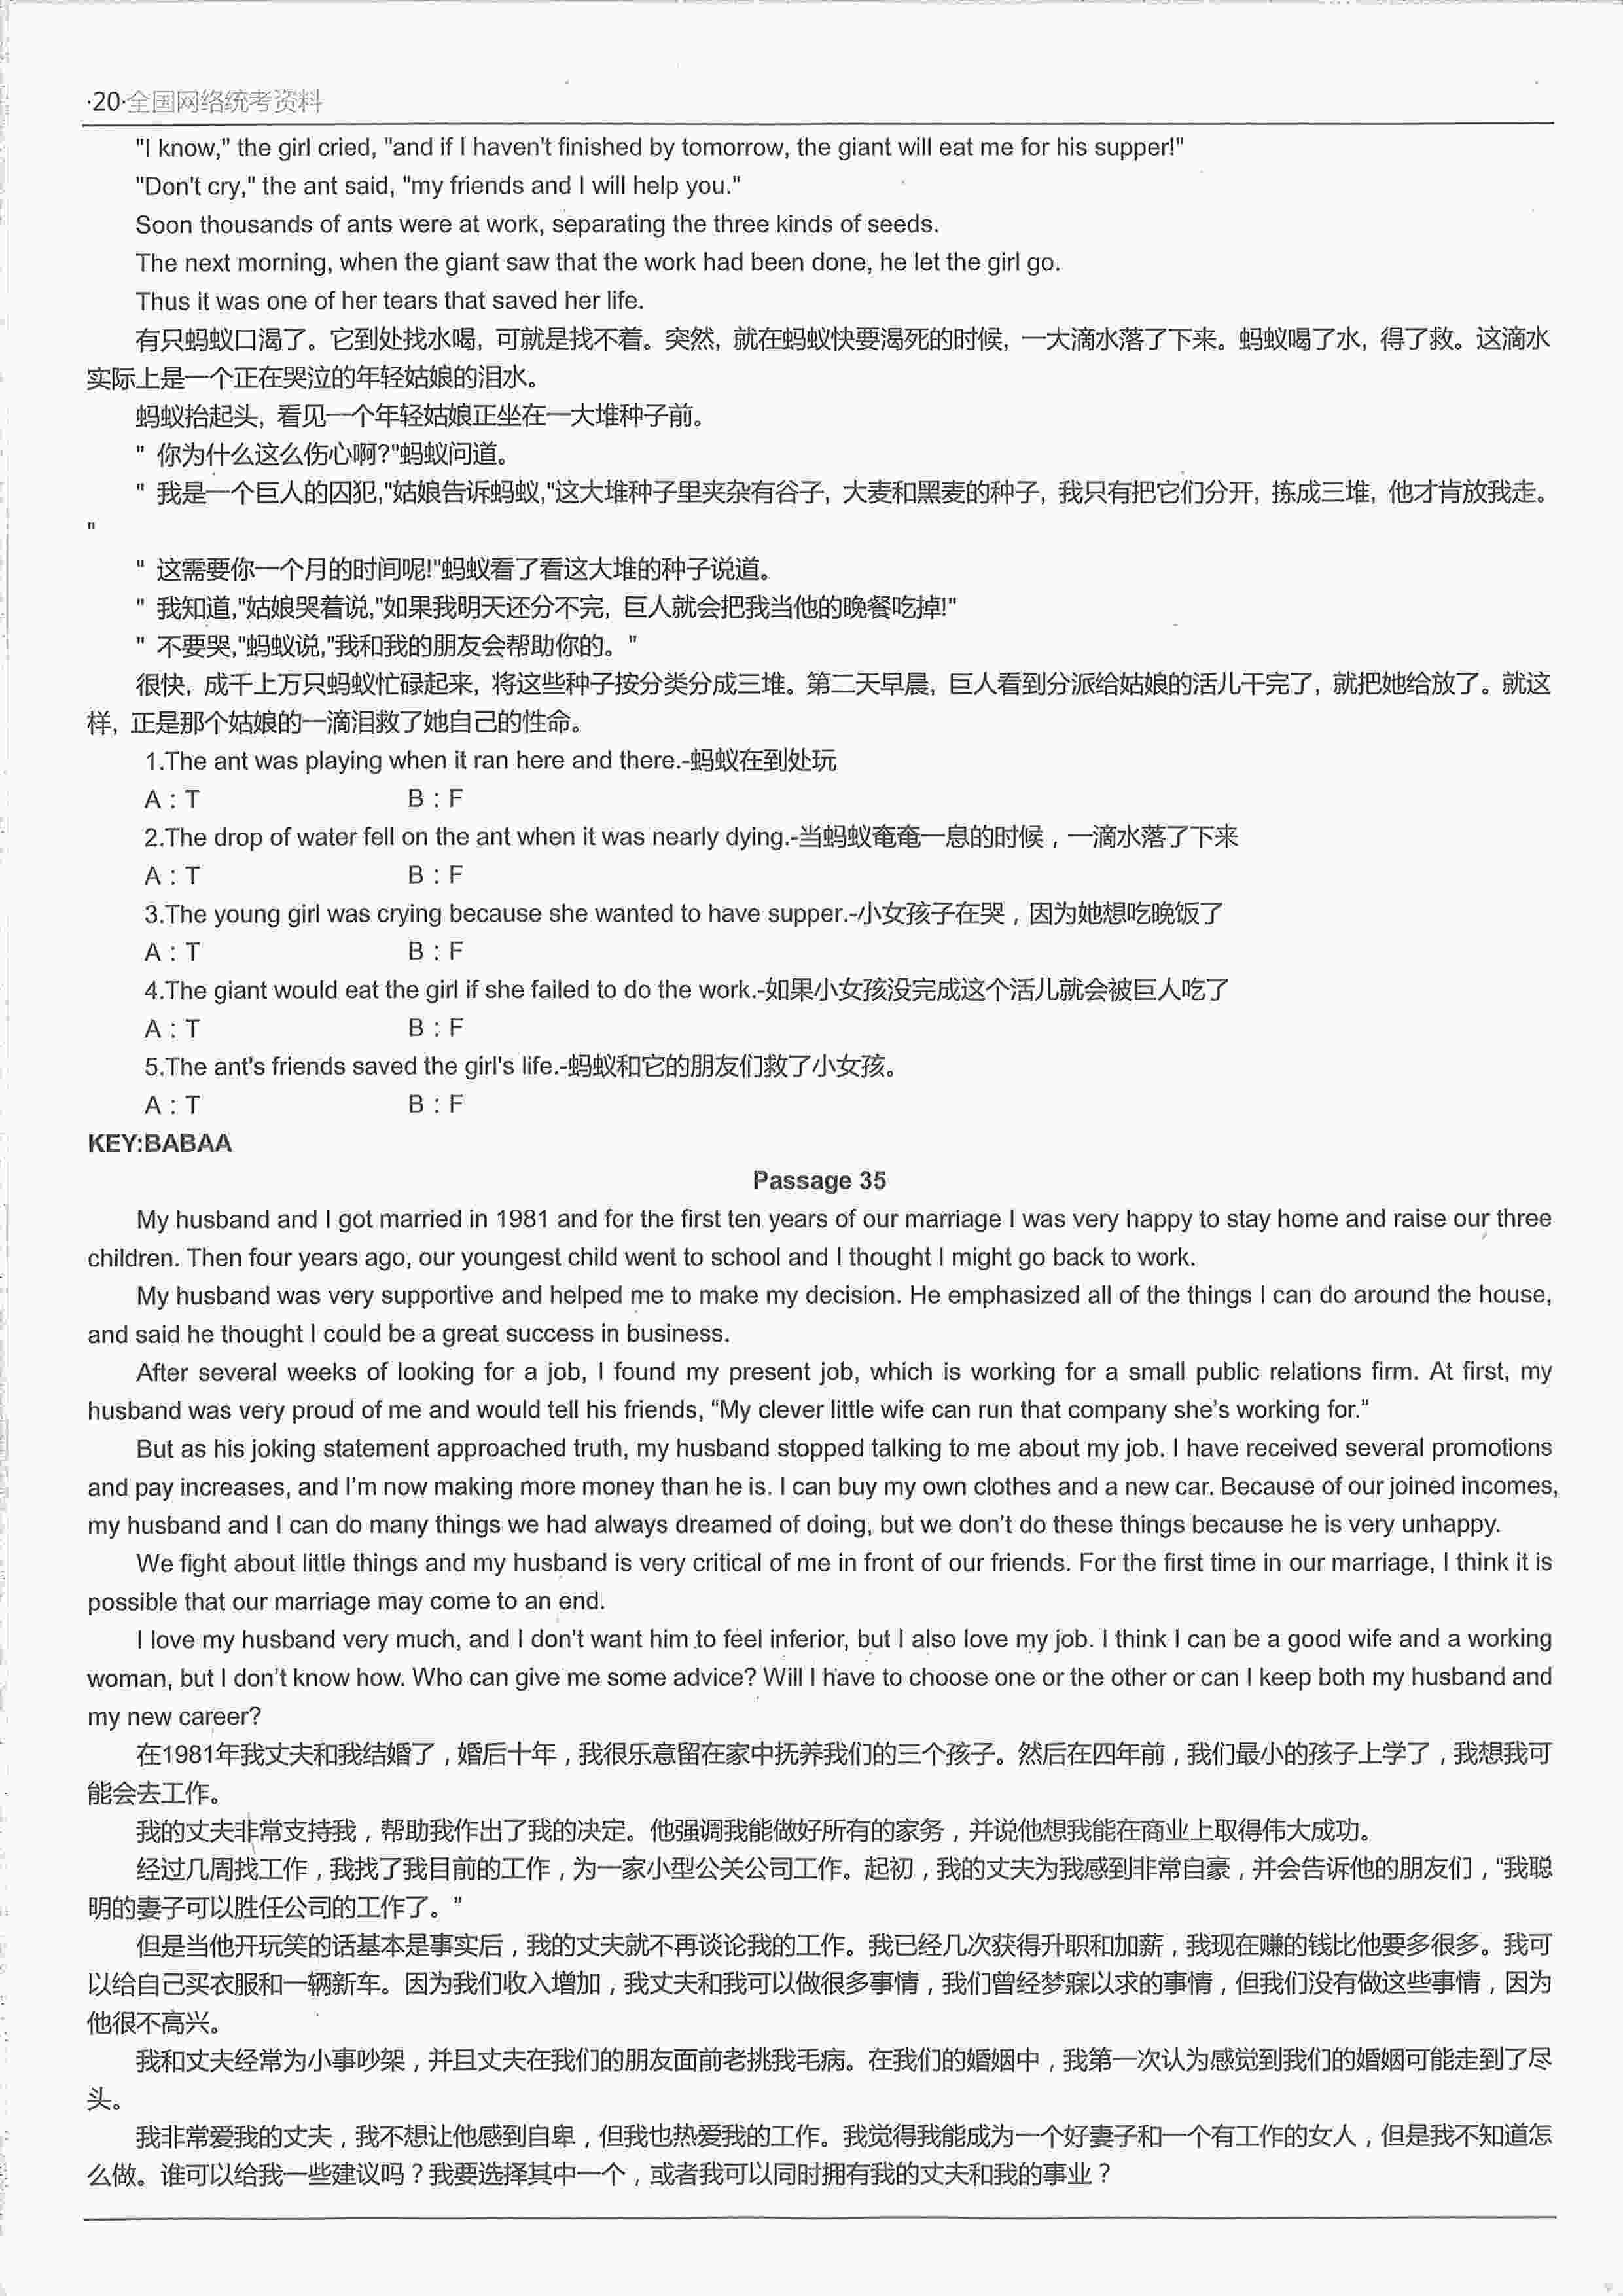 ·20·全国网络统考资料
"I know," the girl cried, "and if I haven't finished by tomorrow, the giant will eat me for his supper!"
"Don't cry," the ant said, "my friends and I will help you."
Soon thousands of ants were at work, separating the three kinds of seeds.
The next morning, when the giant saw that the work had been done, he let the girl go.
Thus it was one of her tears that saved her life.
有只蚂蚁口渴了。它到处找水喝, 可就是找不着。突然, 就在蚂蚁快要渴死的时候, 一大滴水落了下来。蚂蚁喝了水, 得了救。这滴水
实际上是一个正在哭泣的年轻姑娘的泪水。
蚂蚁抬起头, 看见一个年轻姑娘正坐在一大堆种子前。
" 你为什么这么伤心啊?"蚂蚁问道。
" 我是一个巨人的囚犯,"姑娘告诉蚂蚁,"这大堆种子里夹杂有谷子, 大麦和黑麦的种子, 我只有把它们分开, 拣成三堆, 他才肯放我走。
"
" 这需要你一个月的时间呢!"蚂蚁看了看这大堆的种子说道。
" 我知道,"姑娘哭着说,"如果我明天还分不完, 巨人就会把我当他的晚餐吃掉!"
" 不要哭,"蚂蚁说,"我和我的朋友会帮助你的。"
很快, 成千上万只蚂蚁忙碌起来, 将这些种子按分类分成三堆。第二天早晨, 巨人看到分派给姑娘的活儿干完了, 就把她给放了。就这
样, 正是那个姑娘的一滴泪救了她自己的性命。
1.The ant was playing when it ran here and there.-蚂蚁在到处玩
A : T B : F
2.The drop of water fell on the ant when it was nearly dying.-当蚂蚁奄奄一息的时候，一滴水落了下来
A : T B : F
3.The young girl was crying because she wanted to have supper.-小女孩子在哭，因为她想吃晚饭了
A : T B : F
4.The giant would eat the girl if she failed to do the work.-如果小女孩没完成这个活儿就会被巨人吃了
A : T B : F
5.The ant's friends saved the girl's life.-蚂蚁和它的朋友们救了小女孩。
A : T B : F
KEY:BABAA
Passage 35
My husband and I got married in 1981 and for the first ten years of our marriage I was very happy to stay home and raise our three
children. Then four years ago, our youngest child went to school and I thought I might go back to work.
My husband was very supportive and helped me to make my decision. He emphasized all of the things I can do around the house,
and said he thought I could be a great success in business.
After several weeks of looking for a job, I found my present job, which is working for a small public relations firm. At first, my
husband was very proud of me and would tell his friends, “My clever little wife can run that company she’s working for.”
But as his joking statement approached truth, my husband stopped talking to me about my job. I have received several promotions
and pay increases, and I’m now making more money than he is. I can buy my own clothes and a new car. Because of our joined incomes,
my husband and I can do many things we had always dreamed of doing, but we don’t do these things because he is very unhappy.
We fight about little things and my husband is very critical of me in front of our friends. For the first time in our marriage, I think it is
possible that our marriage may come to an end.
I love my husband very much, and I don’t want him to feel inferior, but I also love my job. I think I can be a good wife and a working
woman, but I don’t know how. Who can give me some advice? Will I have to choose one or the other or can I keep both my husband and
my new career?
在1981年我丈夫和我结婚了，婚后十年，我很乐意留在家中抚养我们的三个孩子。然后在四年前，我们最小的孩子上学了，我想我可
能会去工作。
我的丈夫非常支持我，帮助我作出了我的决定。他强调我能做好所有的家务，并说他想我能在商业上取得伟大成功。
经过几周找工作，我找了我目前的工作，为一家小型公关公司工作。起初，我的丈夫为我感到非常自豪，并会告诉他的朋友们，“我聪
明的妻子可以胜任公司的工作了。”
但是当他开玩笑的话基本是事实后，我的丈夫就不再谈论我的工作。我已经几次获得升职和加薪，我现在赚的钱比他要多很多。我可
以给自己买衣服和一辆新车。因为我们收入增加，我丈夫和我可以做很多事情，我们曾经梦寐以求的事情，但我们没有做这些事情，因为
他很不高兴。
我和丈夫经常为小事吵架，并且丈夫在我们的朋友面前老挑我毛病。在我们的婚姻中，我第一次认为感觉到我们的婚姻可能走到了尽
头。
我非常爱我的丈夫，我不想让他感到自卑，但我也热爱我的工作。我觉得我能成为一个好妻子和一个有工作的女人，但是我不知道怎
么做。谁可以给我一些建议吗？我要选择其中一个，或者我可以同时拥有我的丈夫和我的事业？